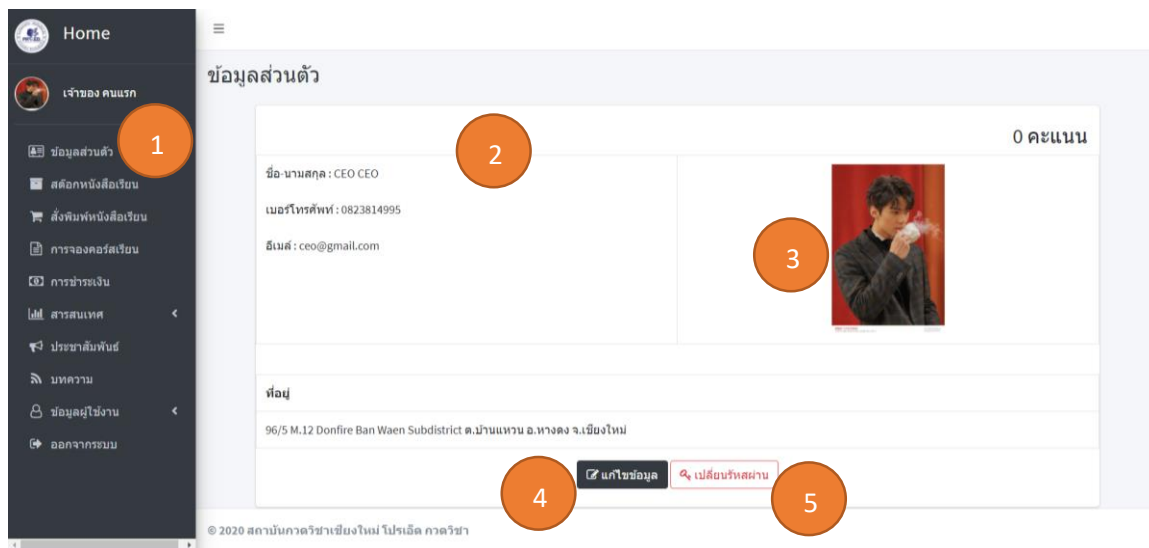 Home
เจ้าของ คนแรก
1
ข้อมูลส่วนตัว
สต๊อกหนังสือเรียน
สั่งพิมพ์หนังสือเรียน
การจองคอร์สเรียน
การชำระเงิน
สารสนเทศ
ประชาสัมพันธ์
บทความ
ข้อมูลผู้ใช้งาน
ออกจากระบบ
ข้อมูลส่วนตัว
0 คะแนน
2
ชื่อ-นามสกุล : CEO CEO
เบอร์โทรศัพท์ : 0823814995
อีเมล์ : ceo@gmail.com
3
ที่อยู่
96/5 M.12 Donfire Ban Waen Subdistrict ต.บ้านแหวน อ.หางดง จ.เชียงใหม่
4
แก้ไขข้อมูล
เปลี่ยนรหัสผ่าน
5
© 2020 สถาบันกวดวิชาเชียงใหม่ โปรเอ็ด กวดวิชา